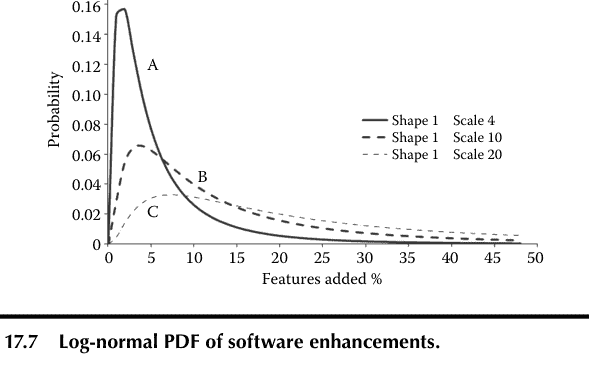 0.16
0.14
0.12
0.10
0.08
0.06
0.04
0.02
0
Probability
A
B
C
Shape 1 Scale 4
Shape 1 Scale 10
Shape 1 Scale 20
0 5 10 15 20 25 30 35 40 45 50
Features added %
17.7 Log-normal PDF of software enhancements.